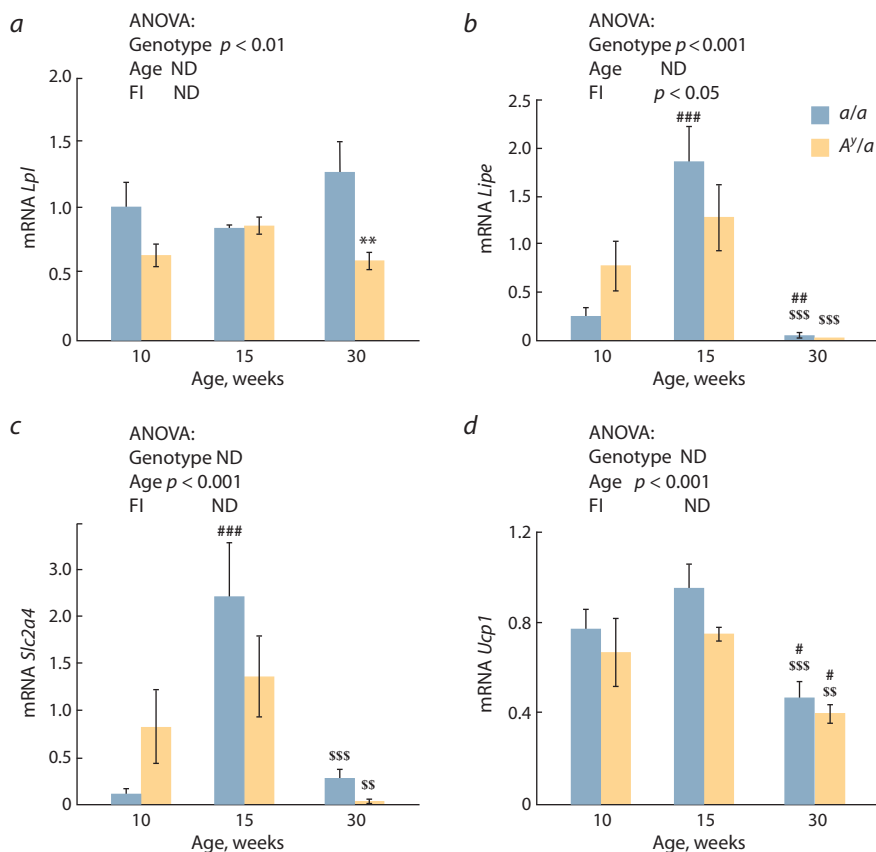 a
ANOVA:
Genotype p < 0.01
Age ND
FI ND
2.0
1.5
1.0
0.5
0
mRNA Lpl
**
10 15 30
Age, weeks
b
ANOVA:
Genotype p < 0.001
Age ND
FI p < 0.05
2.5
2.0
1.5
1.0
0.5
0
mRNA Lipe
###
##
$$$ $$$
a/a
Aʸ/a
10 15 30
Age, weeks
c
ANOVA:
Genotype ND
Age p < 0.001
FI ND
3.0
2.0
1.5
1.0
0.5
0
mRNA Slc2a4
###
$$$
$$
10 15 30
Age, weeks
d
ANOVA:
Genotype ND
Age p < 0.001
FI ND
1.2
0.8
0.4
0
mRNA Ucp1
# #
$$$ $$
10 15 30
Age, weeks